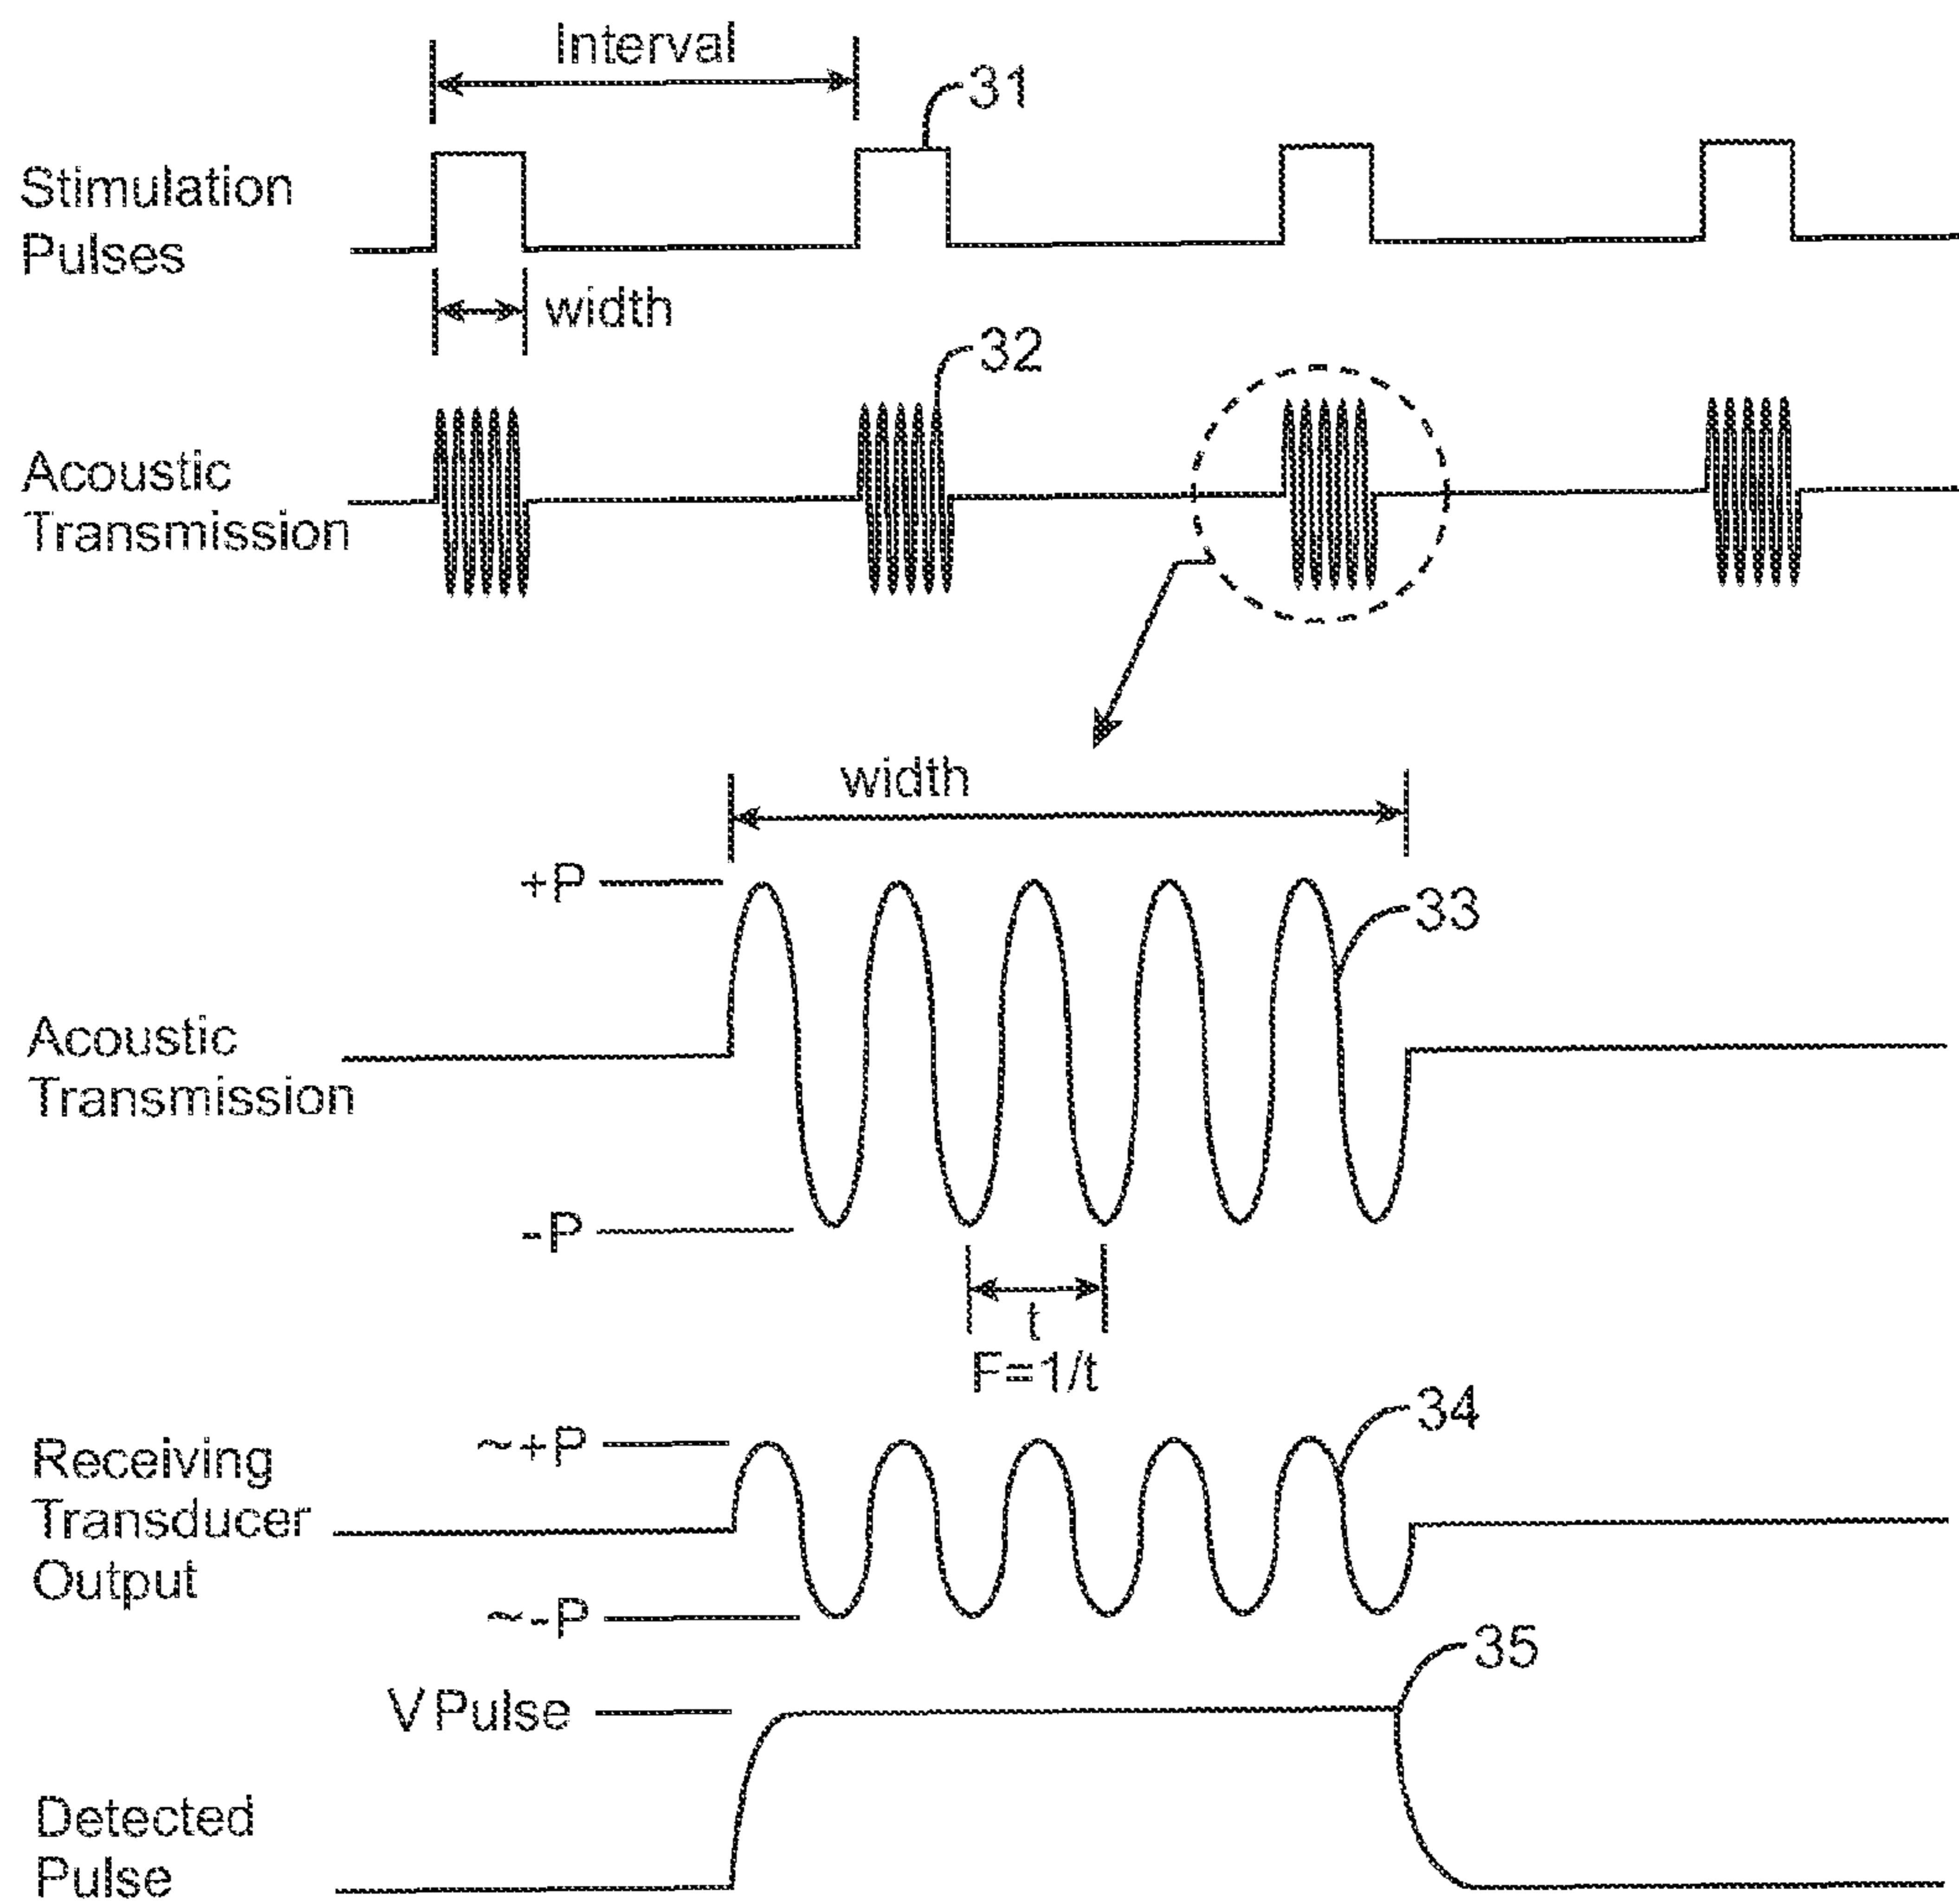 Interval
31
Stimulation
Pulses
width
32
Acoustic
Transmission
width
+P
33
Acoustic
Transmission
-P
t
F=1/t
34
~+P
Receiving
Transducer
Output
~-P
35
V Pulse
Detected
Pulse